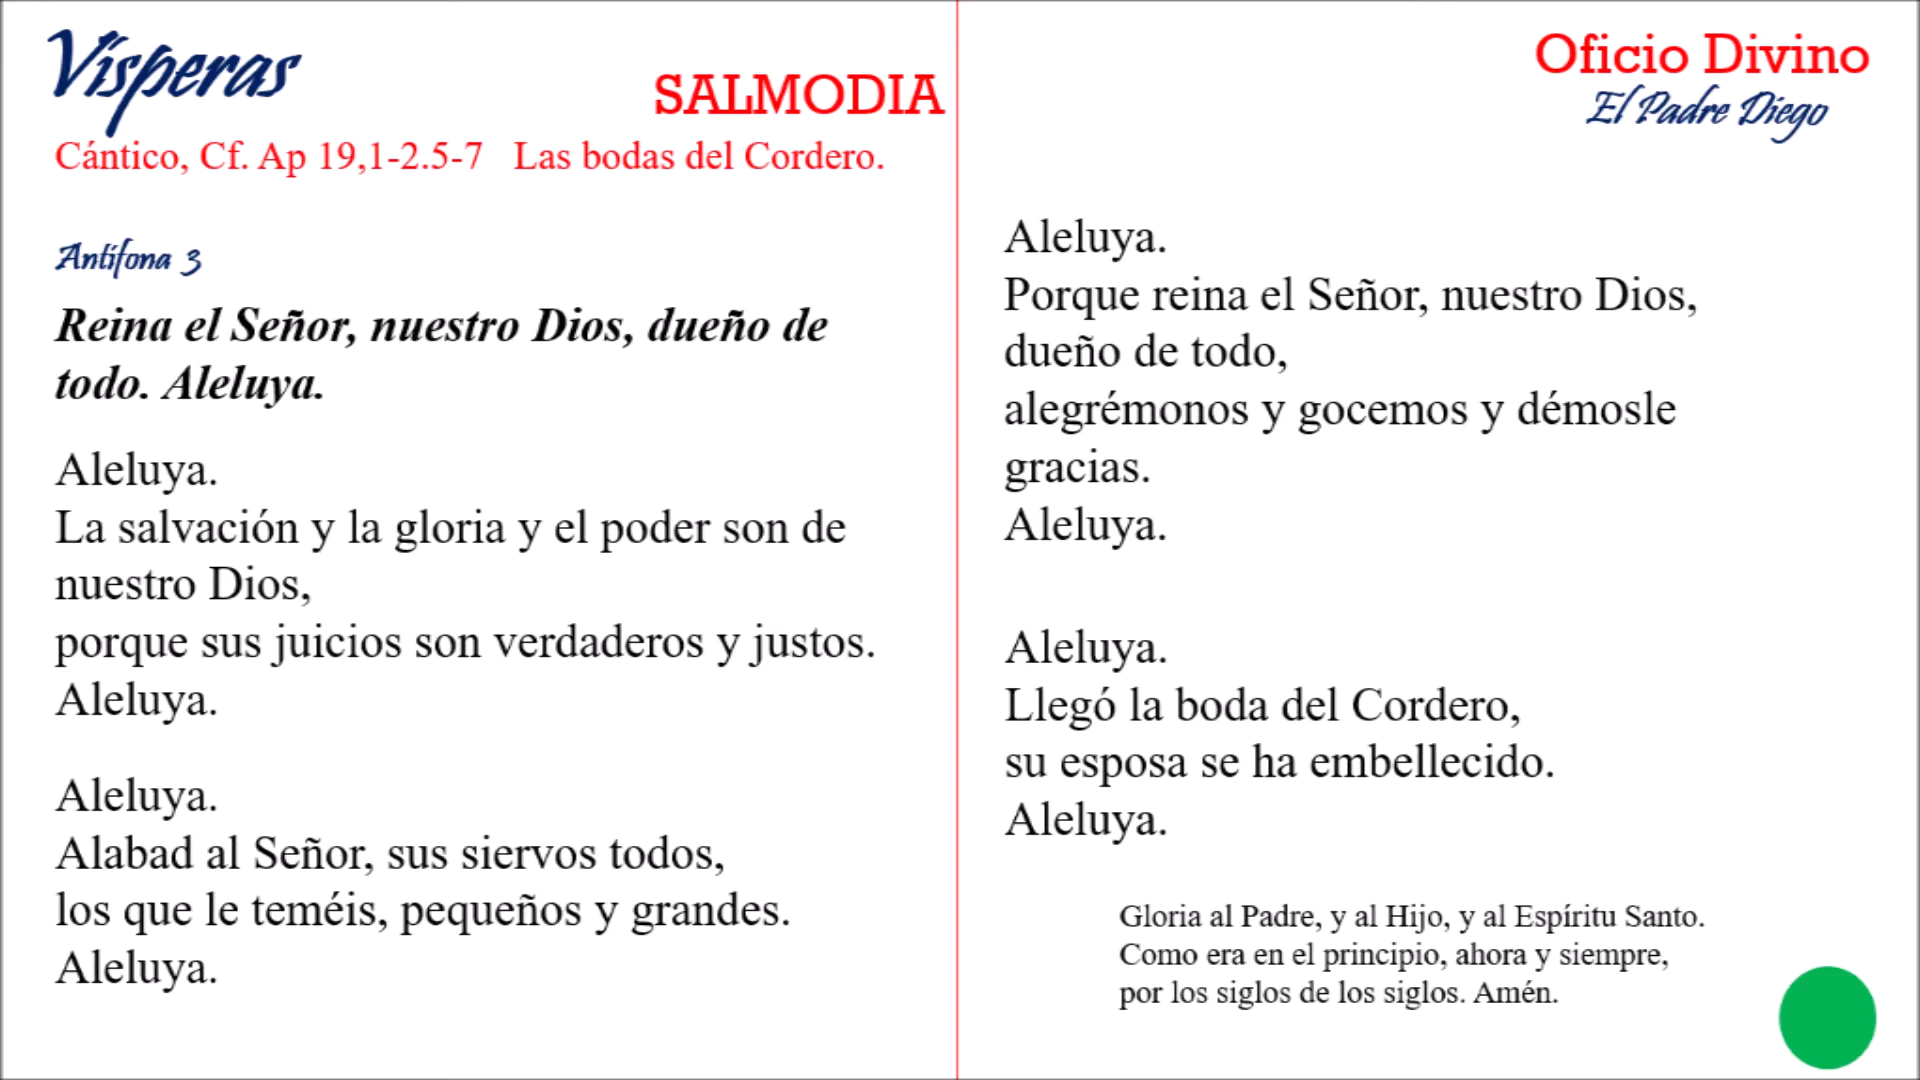 Vísperas
SALMODIA
Cántico, Cf. Ap 19,1-2.5-7 Las bodas del Cordero.
Antífona 3
Reina el Señor, nuestro Dios, dueño de
todo. Aleluya.
Aleluya.
La salvación y la gloria y el poder son de
nuestro Dios,
porque sus juicios son verdaderos y justos.
Aleluya.
Aleluya.
Alabad al Señor, sus siervos todos,
los que le teméis, pequeños y grandes.
Aleluya.
Oficio Divino
El Padre Diego
Aleluya.
Porque reina el Señor, nuestro Dios,
dueño de todo,
alegrémonos y gocemos y démosle
gracias.
Aleluya.
Aleluya.
Llegó la boda del Cordero,
su esposa se ha embellecido.
Aleluya.
Gloria al Padre, y al Hijo, y al Espíritu Santo.
Como era en el principio, ahora y siempre,
por los siglos de los siglos. Amén.